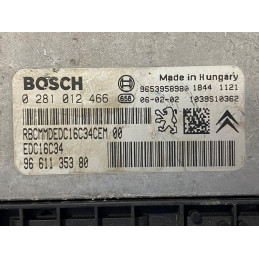 BOSCH
Made in Hungary
9653958980 1844 1121
0 281 012 466 658 06-02-02 1039S10362
RBCMMDEDC16C34CEM 00
EDC16C34
96 611 353 80